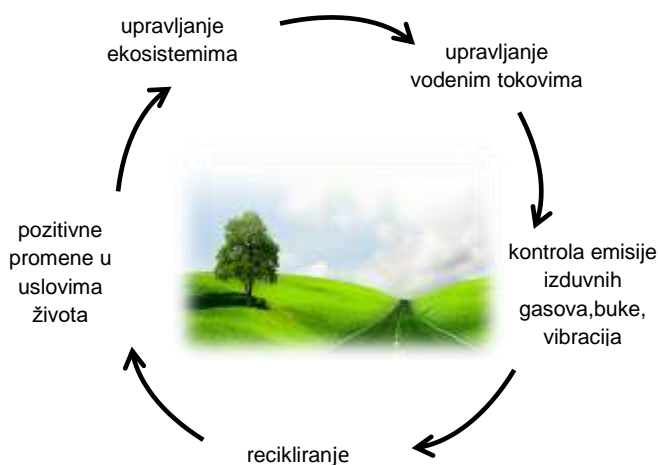 upravljanje
ekosistemima
upravljanje
vodenim tokovima
kontrola emisije
izduvnih
gasova,buke,
vibracija
recikliranje
pozitivne
promene u
uslovima
života